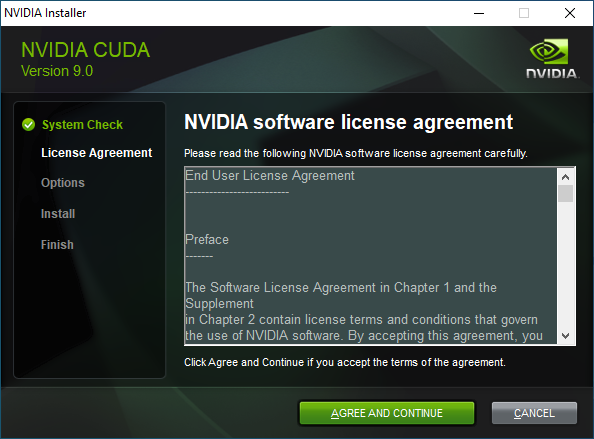 NVIDIA Installer
NVIDIA CUDA
Version 9.0
NVIDIA.
System Check
License Agreement
Options
Install
Finish
NVIDIA software license agreement
Please read the following NVIDIA software license agreement carefully.
End User License Agreement
--------------------------
Preface
-------
The Software License Agreement in Chapter 1 and the
Supplement
in Chapter 2 contain license terms and conditions that govern
the use of NVIDIA software. By accepting this agreement, you
Click Agree and Continue if you accept the terms of the agreement.
AGREE AND CONTINUE
CANCEL